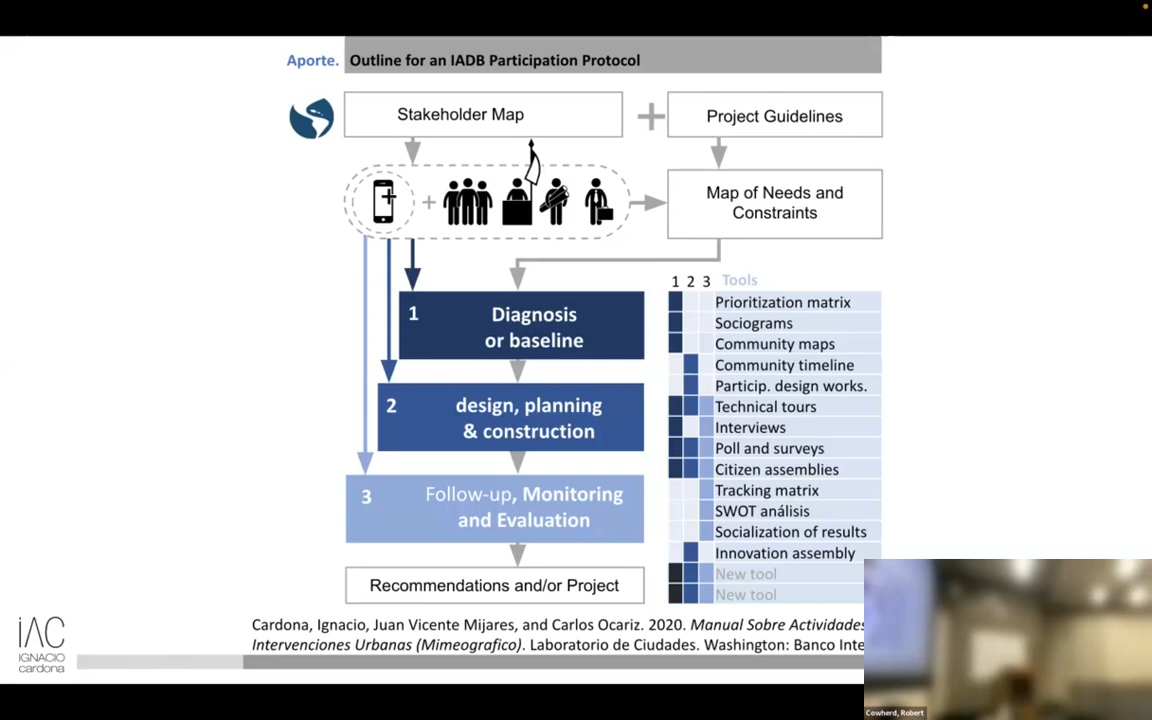 Aporte. Outline for an IADB Participation Protocol
Stakeholder Map
Project Guidelines
Map of Needs and
Constraints
1 Diagnosis
or baseline
2 design, planning
& construction
3 Follow-up, Monitoring
and Evaluation
Recommendations and/or Project
1 2 3 Tools
Prioritization matrix
Sociograms
Community maps
Community timeline
Particip. design works.
Technical tours
Interviews
Poll and surveys
Citizen assemblies
Tracking matrix
SWOT análisis
Socialization of results
Innovation assembly
New tool
New tool
Cardona, Ignacio, Juan Vicente Mijares, and Carlos Ocariz. 2020. Manual Sobre Actividades
Intervenciones Urbanas (Mimeografico). Laboratorio de Ciudades. Washington: Banco Inte
iAC
IGNACIO
cardona
Cowherd, Robert